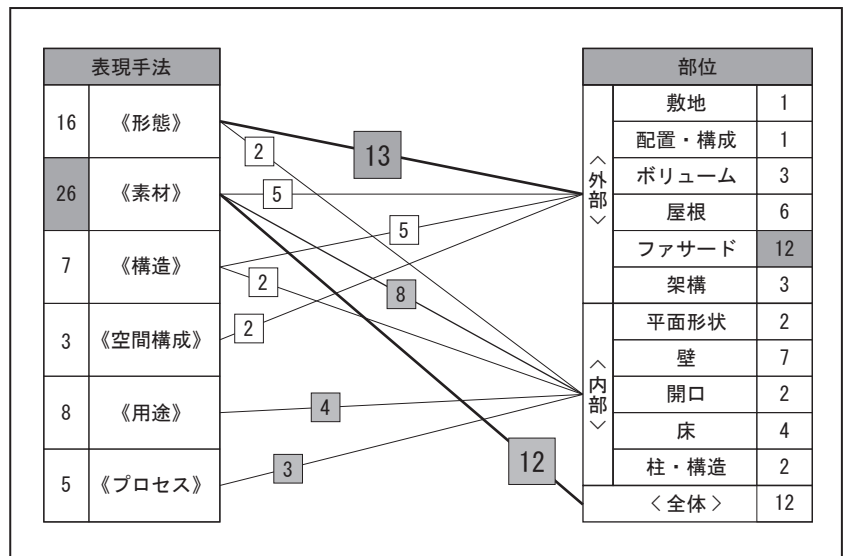 表現手法
16 《形態》
26 《素材》
7 《構造》
3 《空間構成》
8 《用途》
5 《プロセス》
2
13
5
5
2
8
2
4
3
12
部位
〈外部〉
敷地 1
配置・構成 1
ボリューム 3
屋根 6
ファサード 12
架構 3
〈内部〉
平面形状 2
壁 7
開口 2
床 4
柱・構造 2
〈全体〉 12